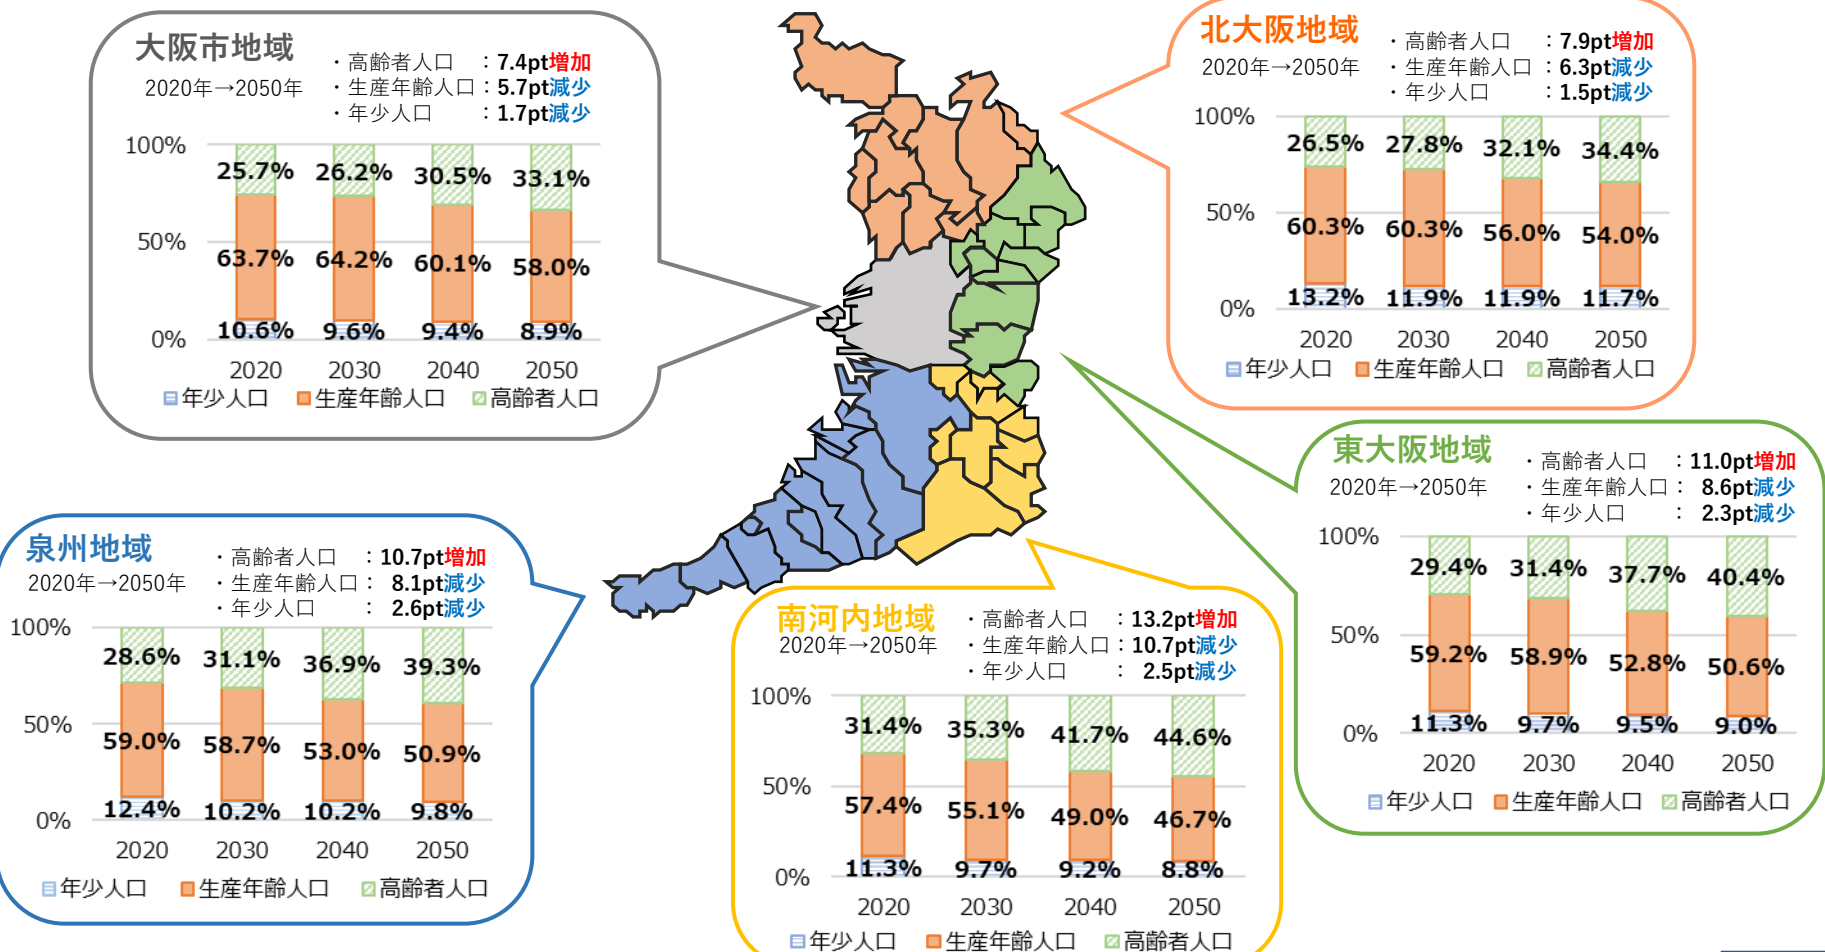 大阪市地域
2020年→2050年
・高齢者人口 ：7.4pt増加
・生産年齢人口：5.7pt減少
・年少人口 ：1.7pt減少
100%
50%
0%
25.7% 26.2% 30.5% 33.1%
63.7% 64.2% 60.1% 58.0%
10.6% 9.6% 9.4% 8.9%
2020 2030 2040 2050
年少人口 生産年齢人口 高齢者人口
北大阪地域
2020年→2050年
・高齢者人口 ：7.9pt増加
・生産年齢人口：6.3pt減少
・年少人口 ：1.5pt減少
100%
50%
0%
26.5% 27.8% 32.1% 34.4%
60.3% 60.3% 56.0% 54.0%
13.2% 11.9% 11.9% 11.7%
2020 2030 2040 2050
年少人口 生産年齢人口 高齢者人口
東大阪地域
2020年→2050年
・高齢者人口 ：11.0pt増加
・生産年齢人口： 8.6pt減少
・年少人口 ： 2.3pt減少
100%
50%
0%
29.4% 31.4% 37.7% 40.4%
59.2% 58.9% 52.8% 50.6%
11.3% 9.7% 9.5% 9.0%
2020 2030 2040 2050
年少人口 生産年齢人口 高齢者人口
泉州地域
2020年→2050年
・高齢者人口 ：10.7pt増加
・生産年齢人口： 8.1pt減少
・年少人口 ： 2.6pt減少
100%
50%
0%
28.6% 31.1% 36.9% 39.3%
59.0% 58.7% 53.0% 50.9%
12.4% 10.2% 10.2% 9.8%
2020 2030 2040 2050
年少人口 生産年齢人口 高齢者人口
南河内地域
2020年→2050年
・高齢者人口 ：13.2pt増加
・生産年齢人口：10.7pt減少
・年少人口 ： 2.5pt減少
100%
50%
0%
31.4% 35.3% 41.7% 44.6%
57.4% 55.1% 49.0% 46.7%
11.3% 9.7% 9.2% 8.8%
2020 2030 2040 2050
年少人口 生産年齢人口 高齢者人口